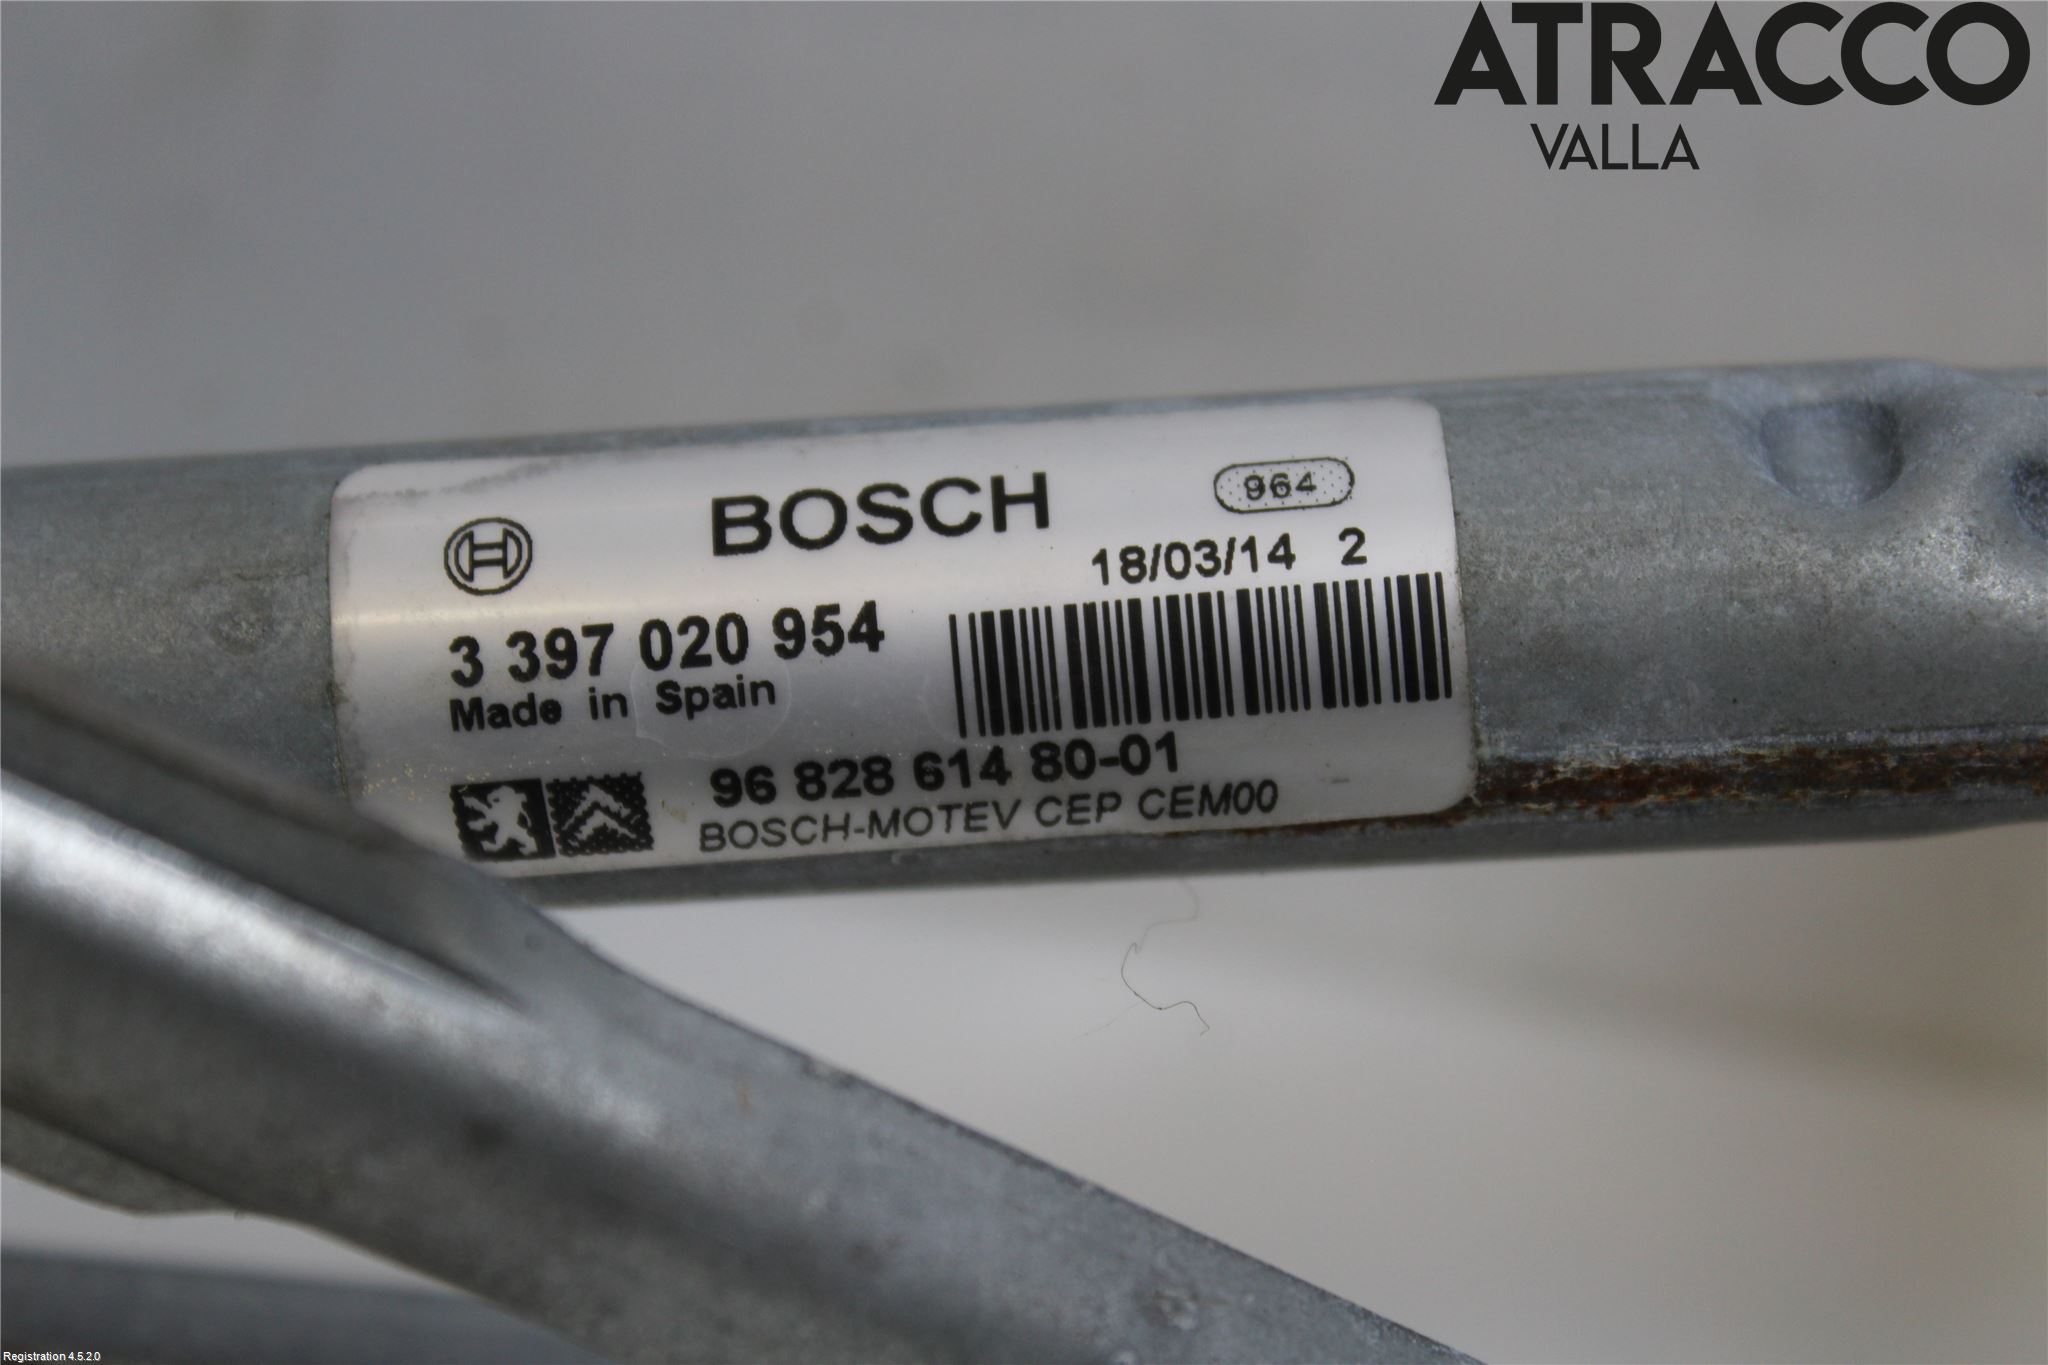 ATRACCO
VALLA
BOSCH
964
18/03/14 2
3 397 020 954
Made in Spain
96 828 614 80-01
BOSCH-MOTEV CEP CEM00
Registration 4.5.2.0